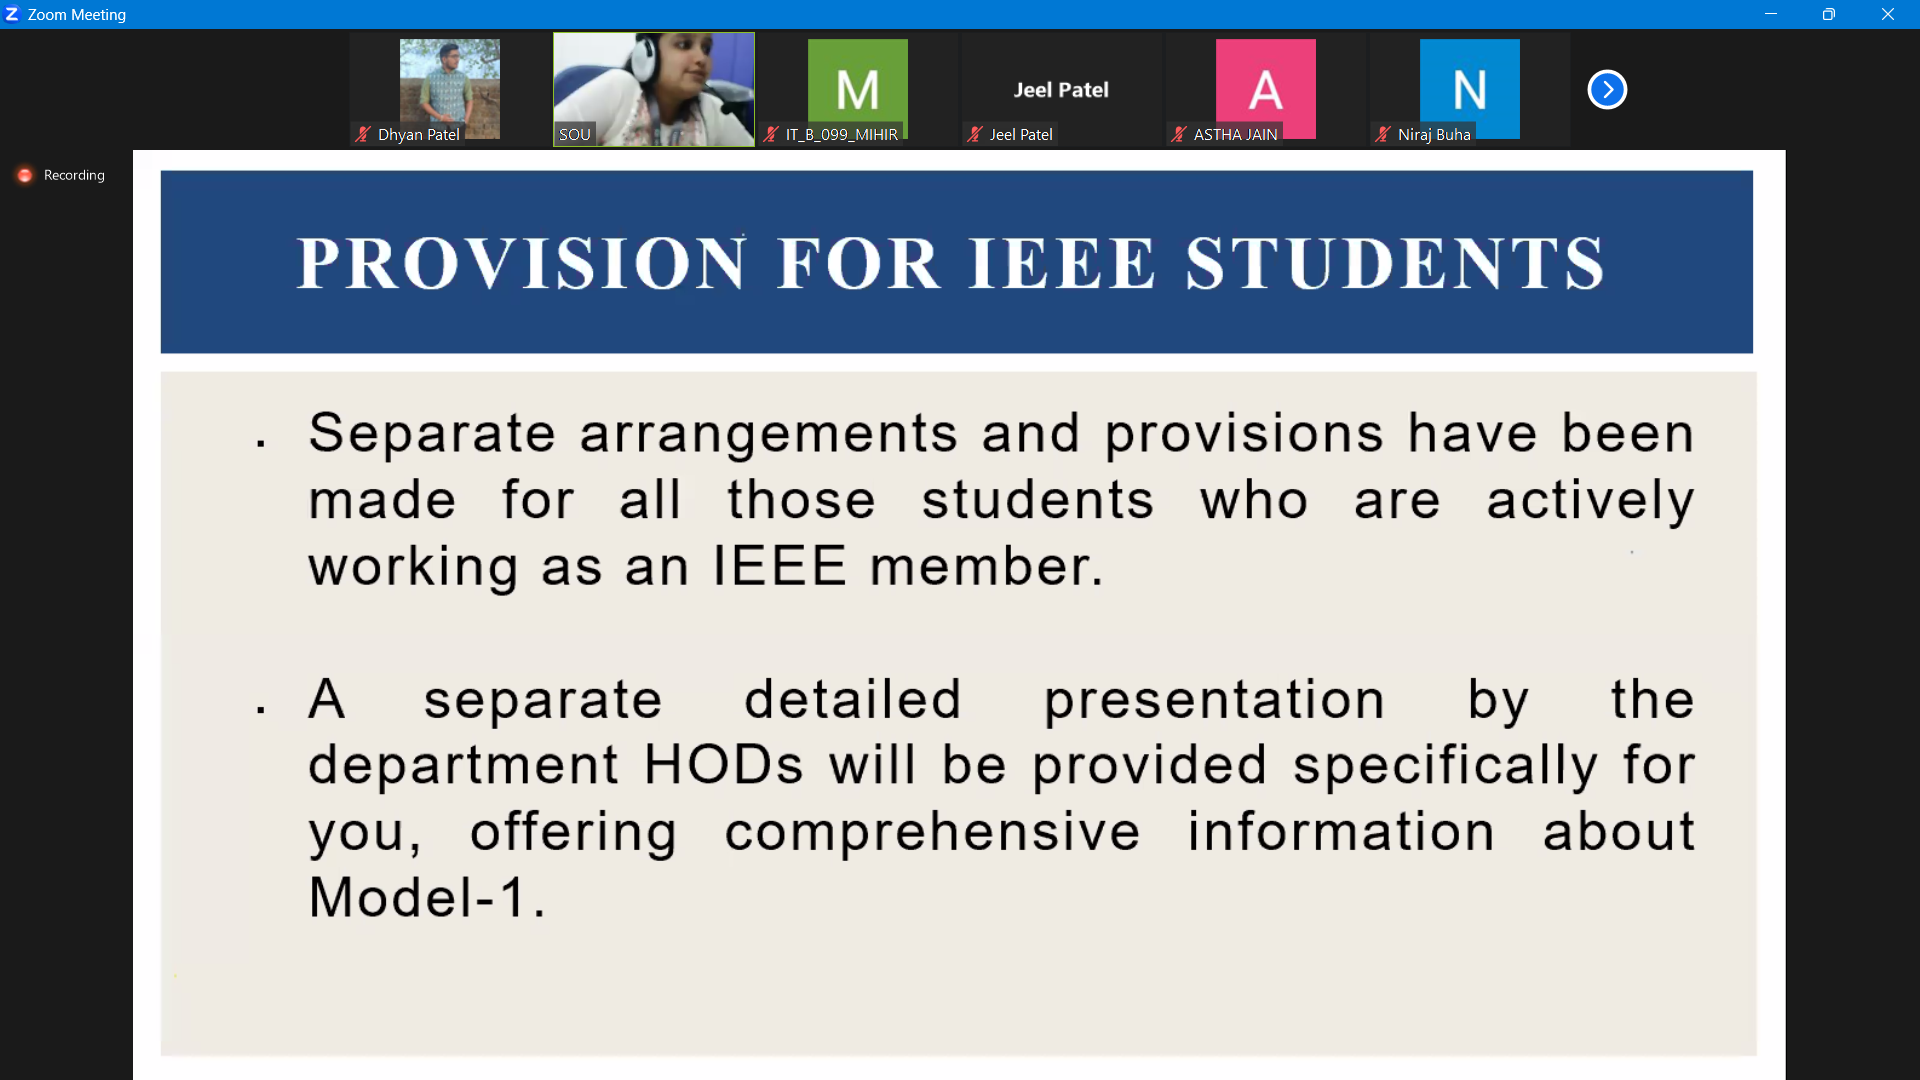 Zoom Meeting
Dhyan Patel
SOU
M
IT_B_099_MIHIR
Jeel Patel
Jeel Patel
A
ASTHA JAIN
N
Niraj Buha
Recording
PROVISION FOR IEEE STUDENTS
▪ Separate arrangements and provisions have been
made for all those students who are actively
working as an IEEE member.
▪ A separate detailed presentation by the
department HODs will be provided specifically for
you, offering comprehensive information about
Model-1.